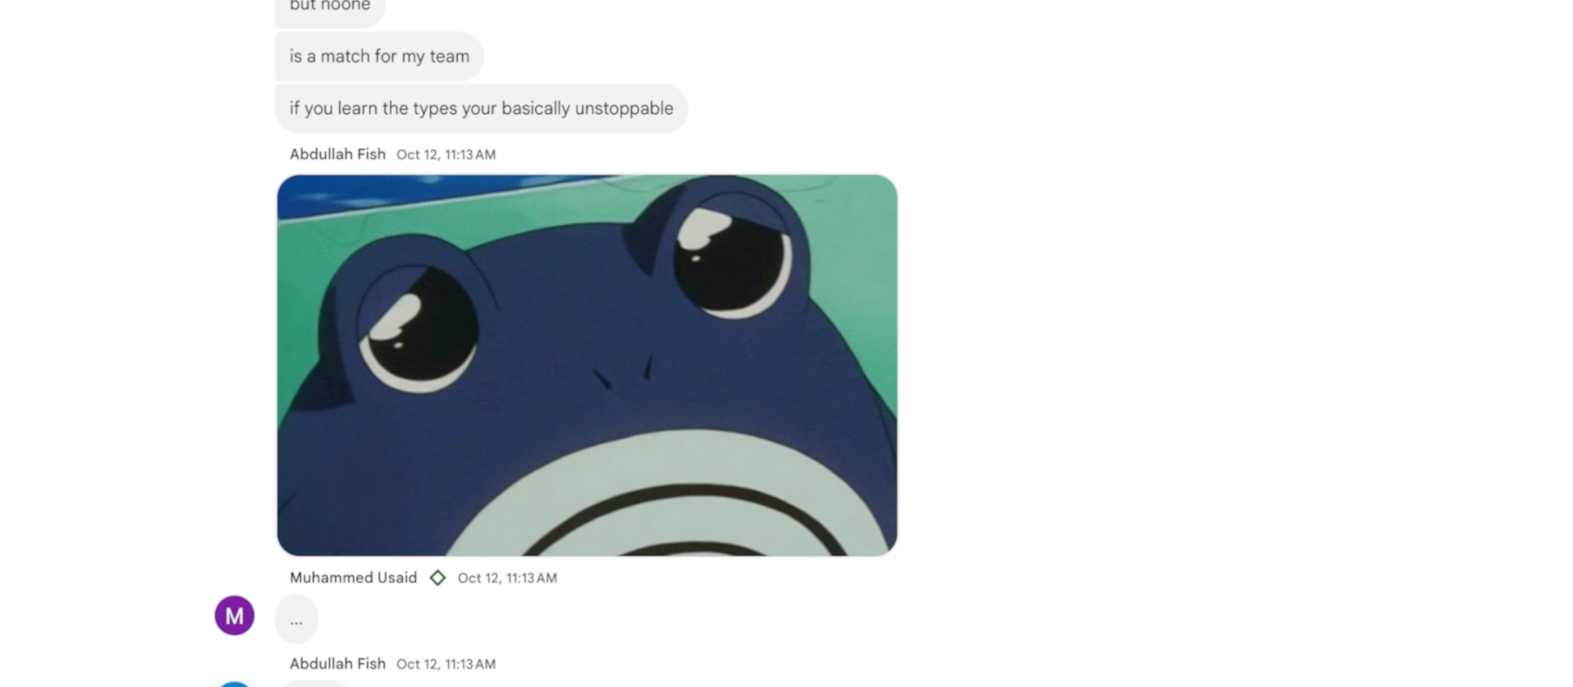 but noone
is a match for my team
if you learn the types your basically unstoppable
Abdullah Fish Oct 12, 11:13 AM
Muhammed Usaid Oct 12, 11:13 AM
M
...
Abdullah Fish Oct 12, 11:13 AM